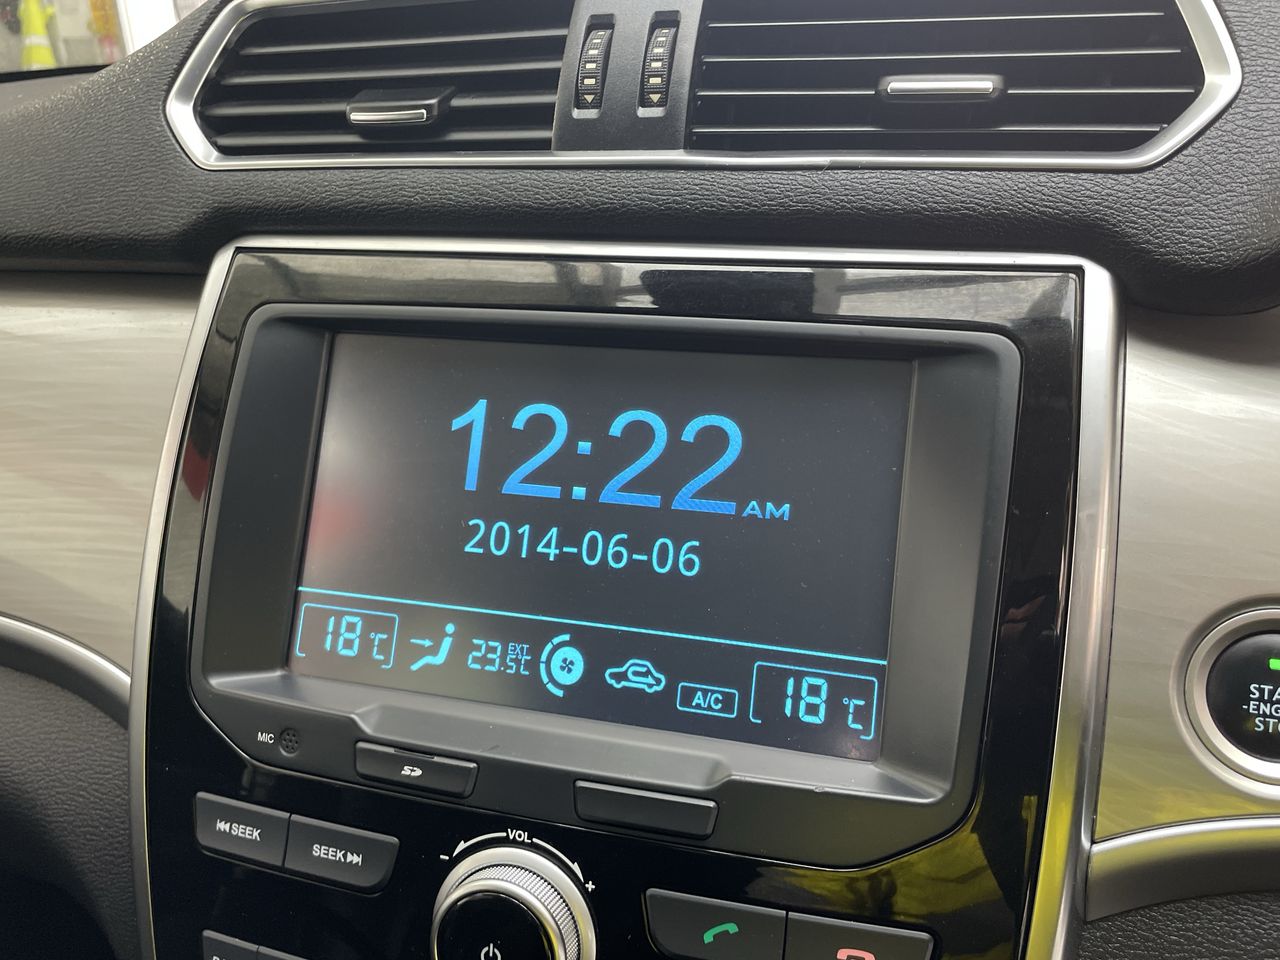 12:22 AM
2014-06-06
18°C
23.5°C EXT.
A/C
18°C
MIC
SD
SEEK
SEEK
VOL
- +